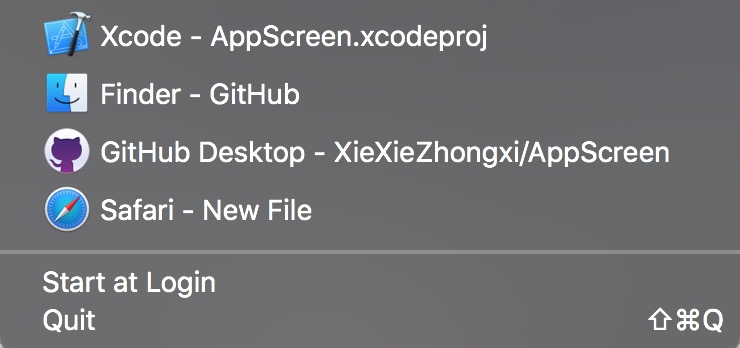 Xcode - AppScreen.xcodeproj
Finder - GitHub
GitHub Desktop - XieXieZhongxi/AppScreen
Safari - New File
Start at Login
Quit ⇧⌘Q